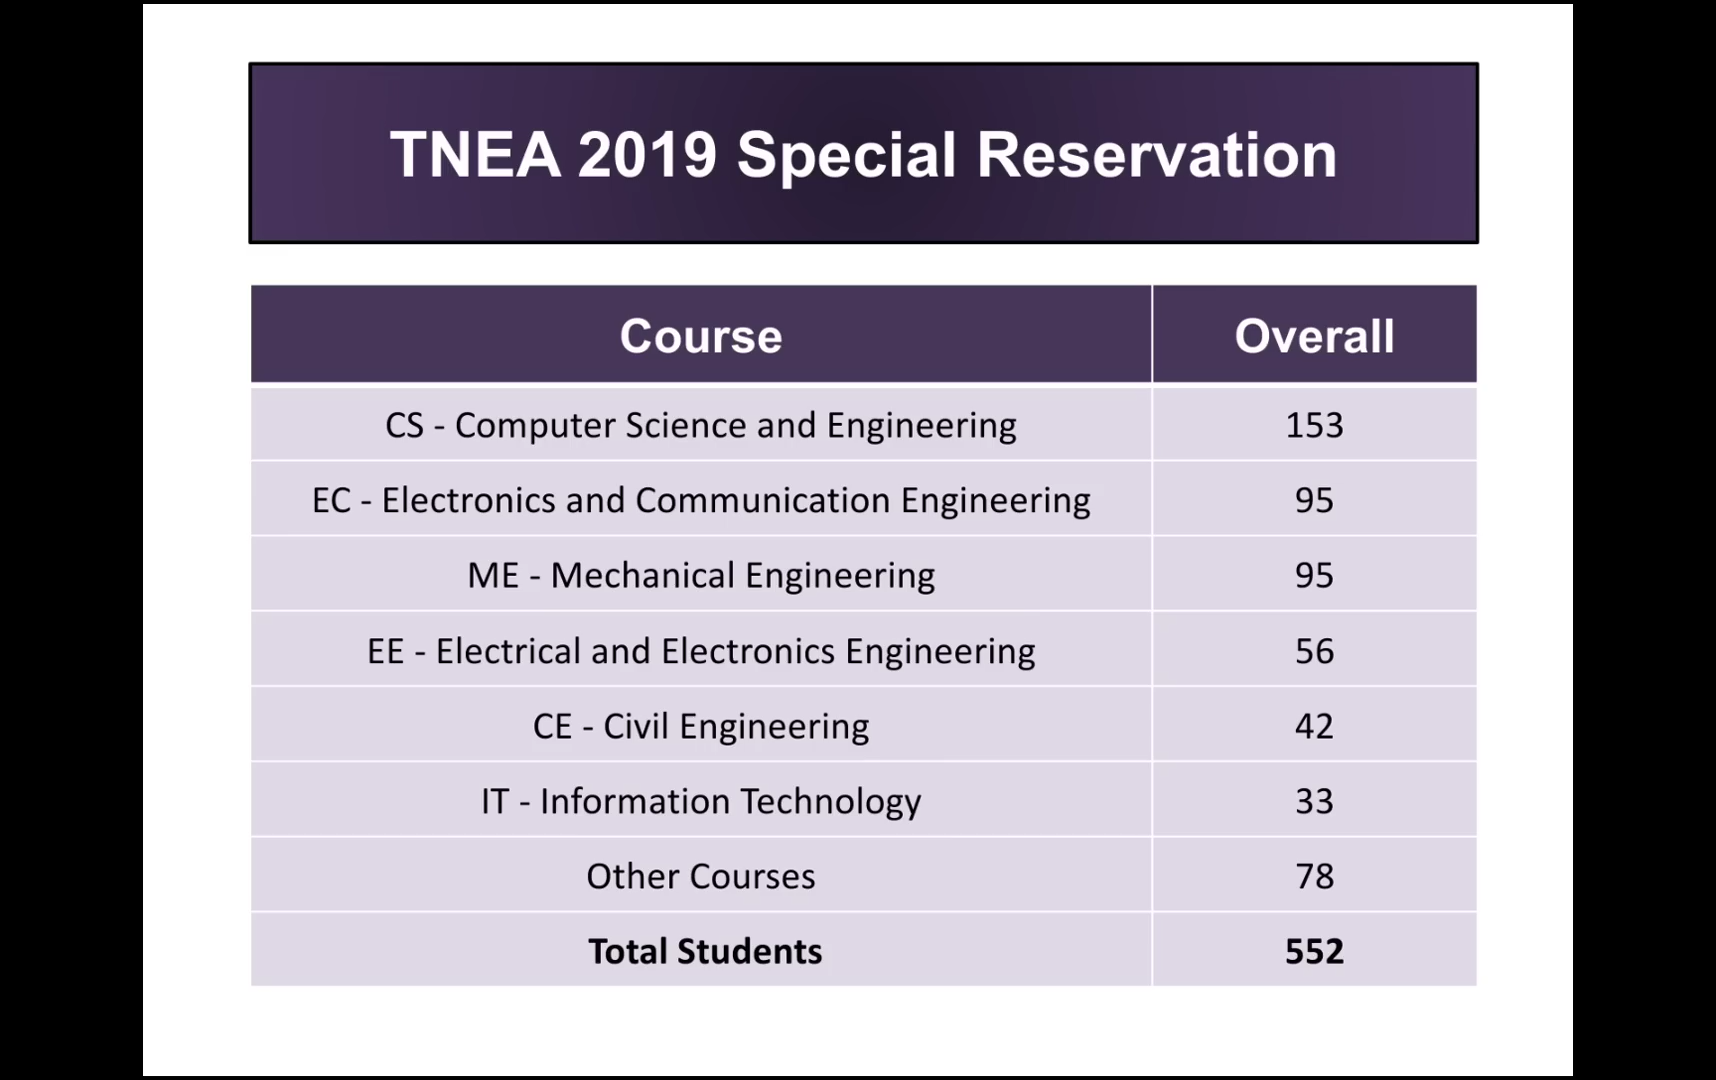 TNEA 2019 Special Reservation
Course Overall
CS - Computer Science and Engineering 153
EC - Electronics and Communication Engineering 95
ME - Mechanical Engineering 95
EE - Electrical and Electronics Engineering 56
CE - Civil Engineering 42
IT - Information Technology 33
Other Courses 78
Total Students 552